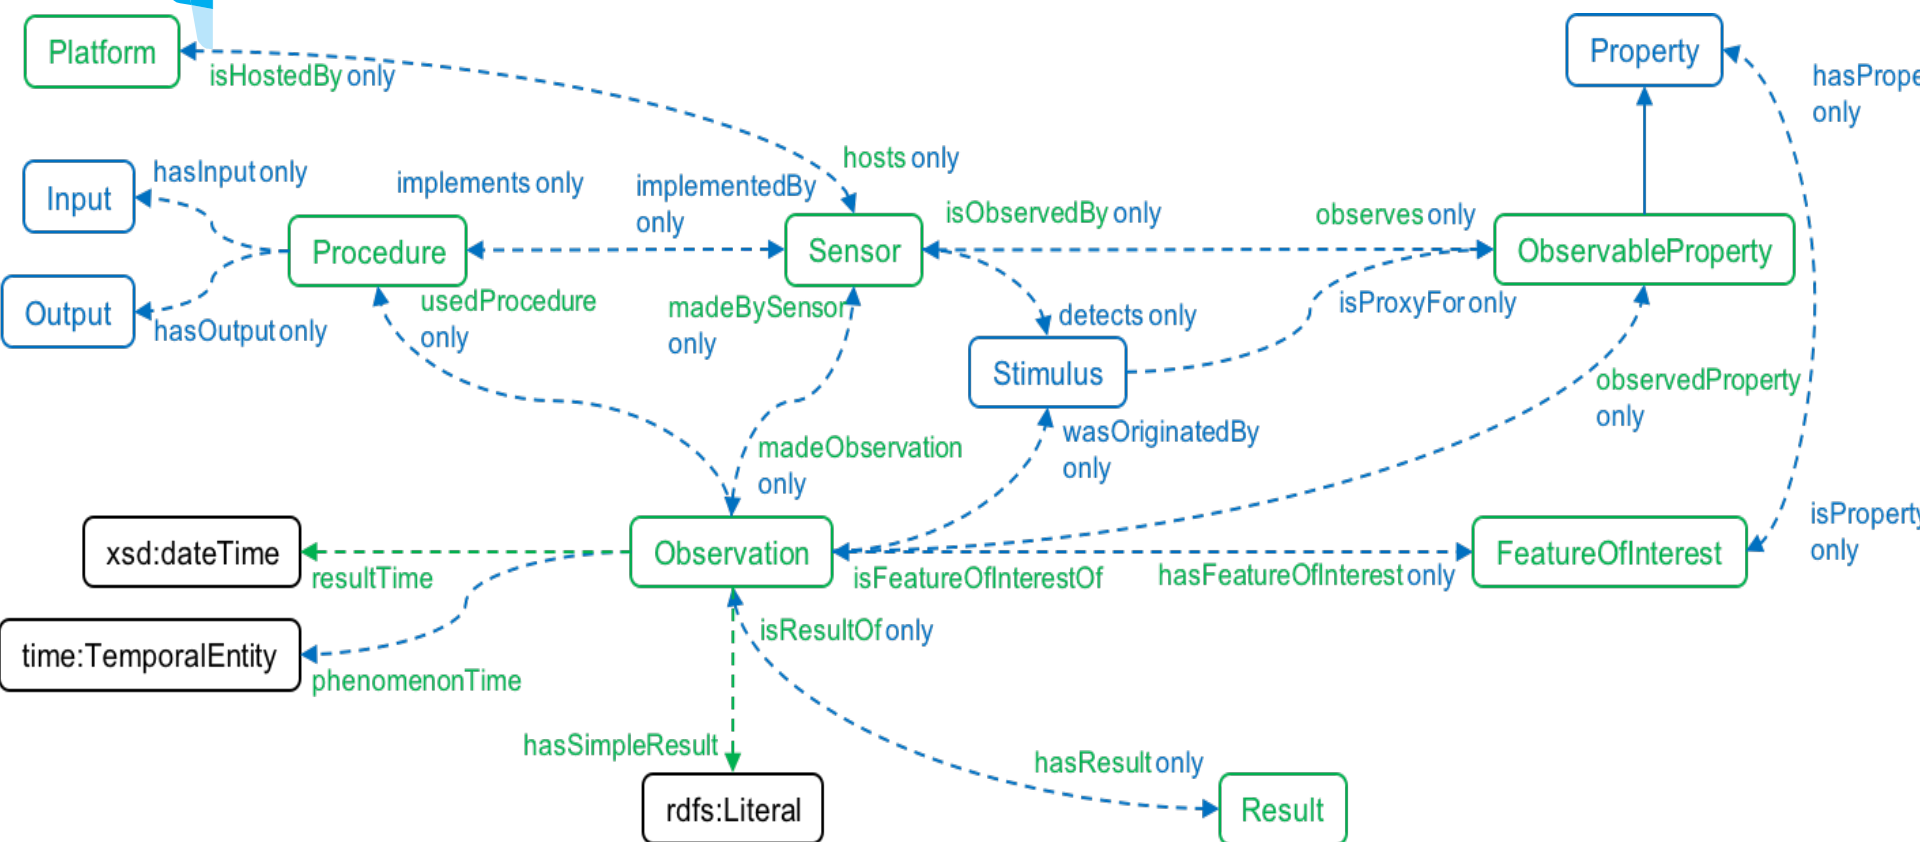 Platform
Property
isHostedBy only
only
hosts only
Input
hasInput only
implements only
implementedBy
only
isObservedBy only
observes only
Procedure
Sensor
ObservableProperty
Output
hasOutput only
usedProcedure
only
madeBySensor
only
detects only
isProxyFor only
Stimulus
observedProperty
only
madeObservation
only
wasOriginatedBy
only
xsd:dateTime
resultTime
Observation
isFeatureOfInterestOf
hasFeatureOfInterest only
FeatureOfInterest
isProperty
only
time:TemporalEntity
phenomenonTime
isResultOf only
hasSimpleResult
hasResult only
rdfs:Literal
Result